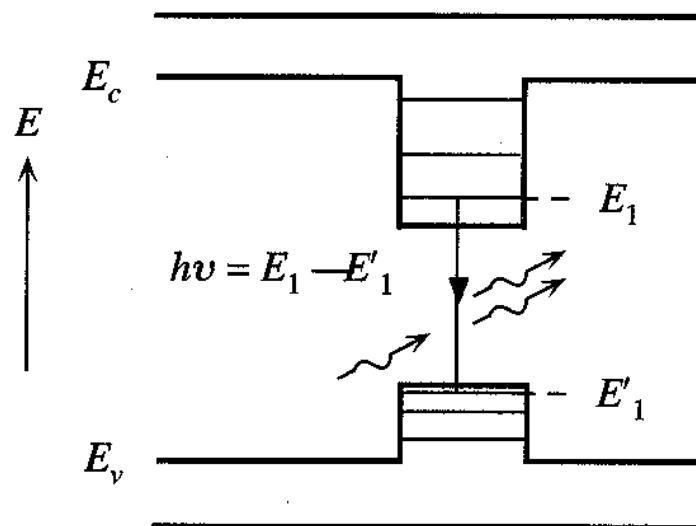 E_c
E
E_1
hυ = E_1 — E'_1
E'_1
E_v